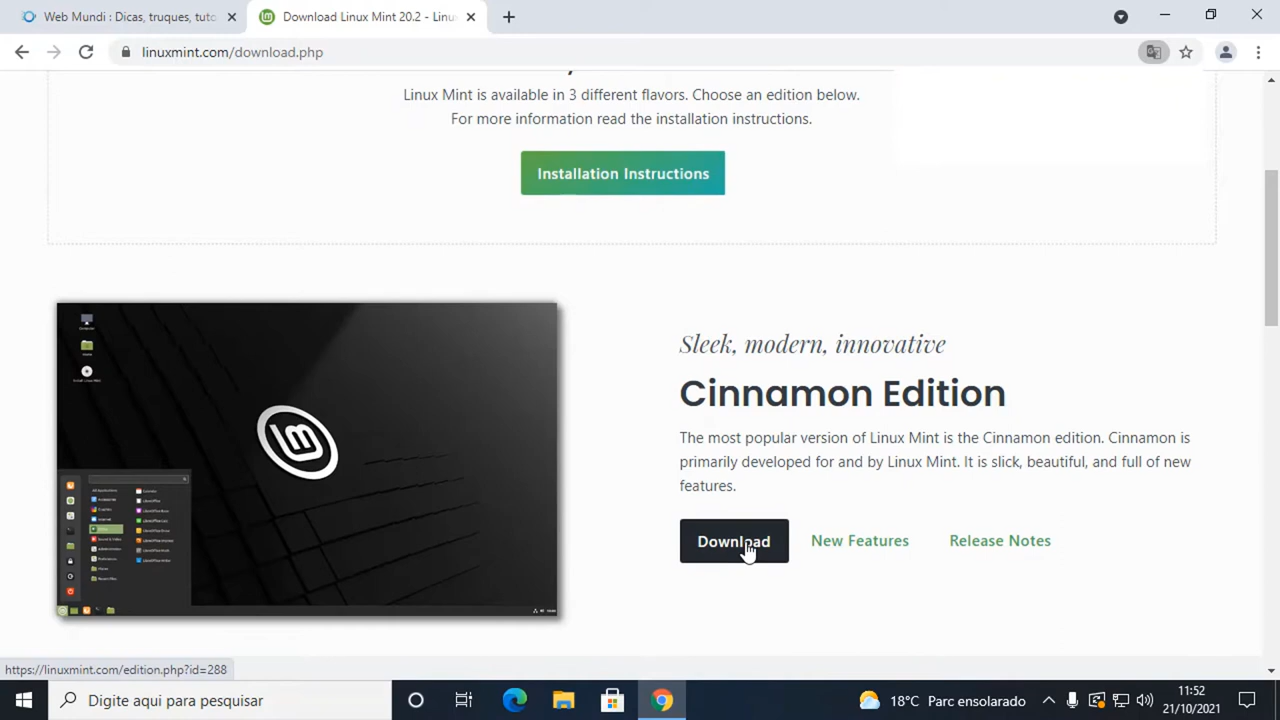 Web Mundi : Dicas, truques, tuto
Download Linux Mint 20.2 - Linu
linuxmint.com/download.php
Linux Mint is available in 3 different flavors. Choose an edition below.
For more information read the installation instructions.
Installation Instructions
Sleek, modern, innovative
Cinnamon Edition
The most popular version of Linux Mint is the Cinnamon edition. Cinnamon is
primarily developed for and by Linux Mint. It is slick, beautiful, and full of new
features.
Download
New Features
Release Notes
https://linuxmint.com/edition.php?id=288
Digite aqui para pesquisar
18°C Parc ensolarado
11:52
21/10/2021